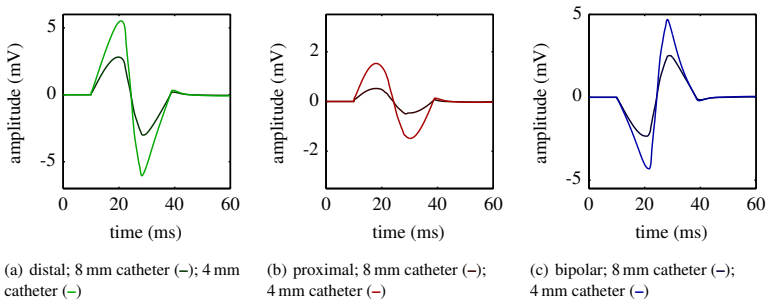 5
0
-5
amplitude (mV)
0 20 40 60
time (ms)
(a) distal; 8 mm catheter (–); 4 mm
catheter (–)
2
0
-2
amplitude (mV)
0 20 40 60
time (ms)
(b) proximal; 8 mm catheter (–);
4 mm catheter (–)
5
0
-5
amplitude (mV)
0 20 40 60
time (ms)
(c) bipolar; 8 mm catheter (–);
4 mm catheter (–)